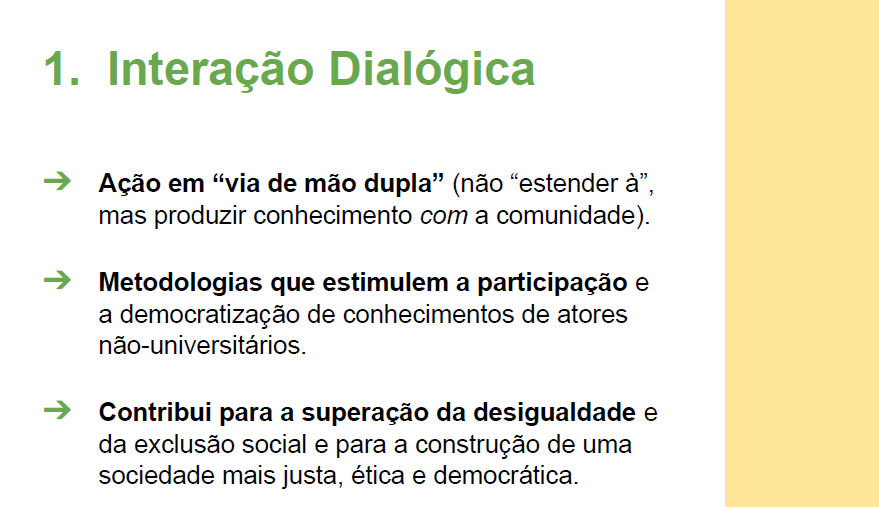 1. Interação Dialógica
➔ Ação em “via de mão dupla” (não “estender à”,
mas produzir conhecimento com a comunidade).
➔ Metodologias que estimulem a participação e
a democratização de conhecimentos de atores
não-universitários.
➔ Contribui para a superação da desigualdade e
da exclusão social e para a construção de uma
sociedade mais justa, ética e democrática.